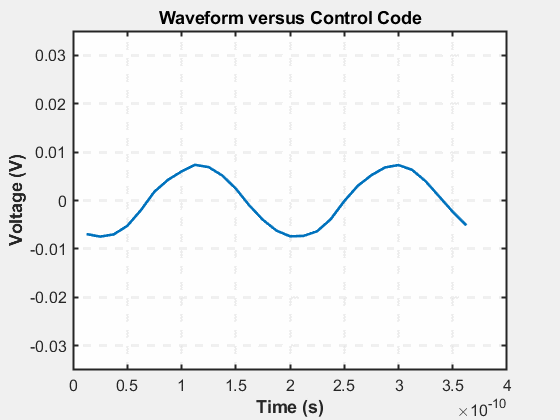 Waveform versus Control Code
Voltage (V)
0.03
0.02
0.01
0
-0.01
-0.02
-0.03
0 0.5 1 1.5 2 2.5 3 3.5 4
Time (s)
×10⁻¹⁰